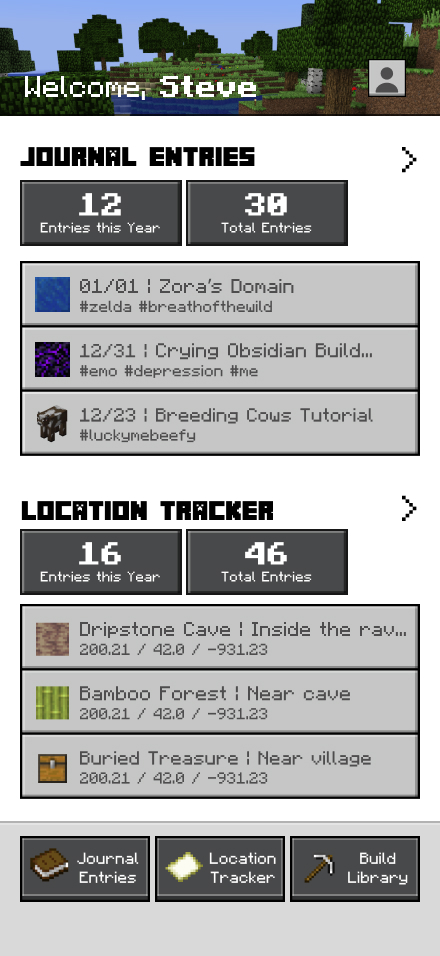 Welcome, Steve
JOURNAL ENTRIES
12
Entries this Year
30
Total Entries
01/01 ¦ Zora's Domain
#zelda #breathofthewild
12/31 ¦ Crying Obsidian Build...
#emo #depression #me
12/23 ¦ Breeding Cows Tutorial
#luckymebeefy
LOCATION TRACKER
16
Entries this Year
46
Total Entries
Dripstone Cave ¦ Inside the rav...
200.21 / 42.0 / -931.23
Bamboo Forest ¦ Near cave
200.21 / 42.0 / -931.23
Buried Treasure ¦ Near village
200.21 / 42.0 / -931.23
Journal
Entries
Location
Tracker
Build
Library